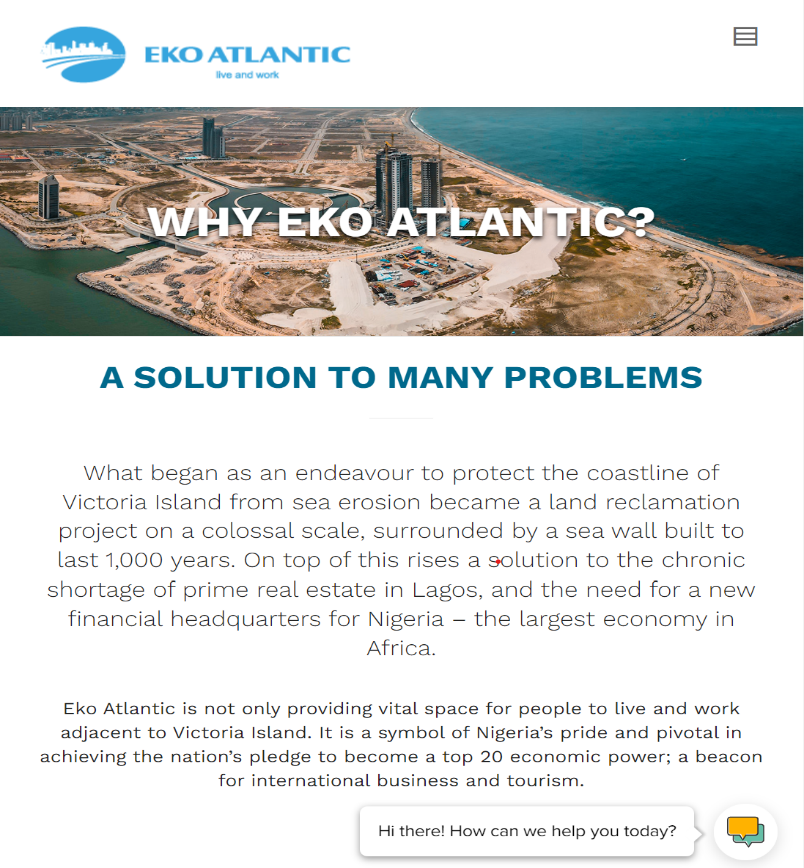 EKO ATLANTIC
live and work
WHY EKO ATLANTIC?
A SOLUTION TO MANY PROBLEMS
What began as an endeavour to protect the coastline of
Victoria Island from sea erosion became a land reclamation
project on a colossal scale, surrounded by a sea wall built to
last 1,000 years. On top of this rises a solution to the chronic
shortage of prime real estate in Lagos, and the need for a new
financial headquarters for Nigeria – the largest economy in
Africa.
Eko Atlantic is not only providing vital space for people to live and work
adjacent to Victoria Island. It is a symbol of Nigeria’s pride and pivotal in
achieving the nation’s pledge to become a top 20 economic power; a beacon
for international business and tourism.
Hi there! How can we help you today?